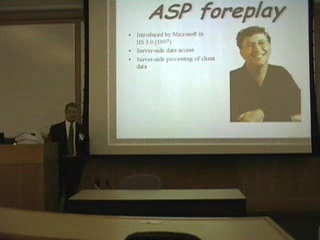 ASP foreplay
• Introduced by Microsoft in
IIS 3.0 (1997)
• Server-side data access
• Server-side processing of client
data